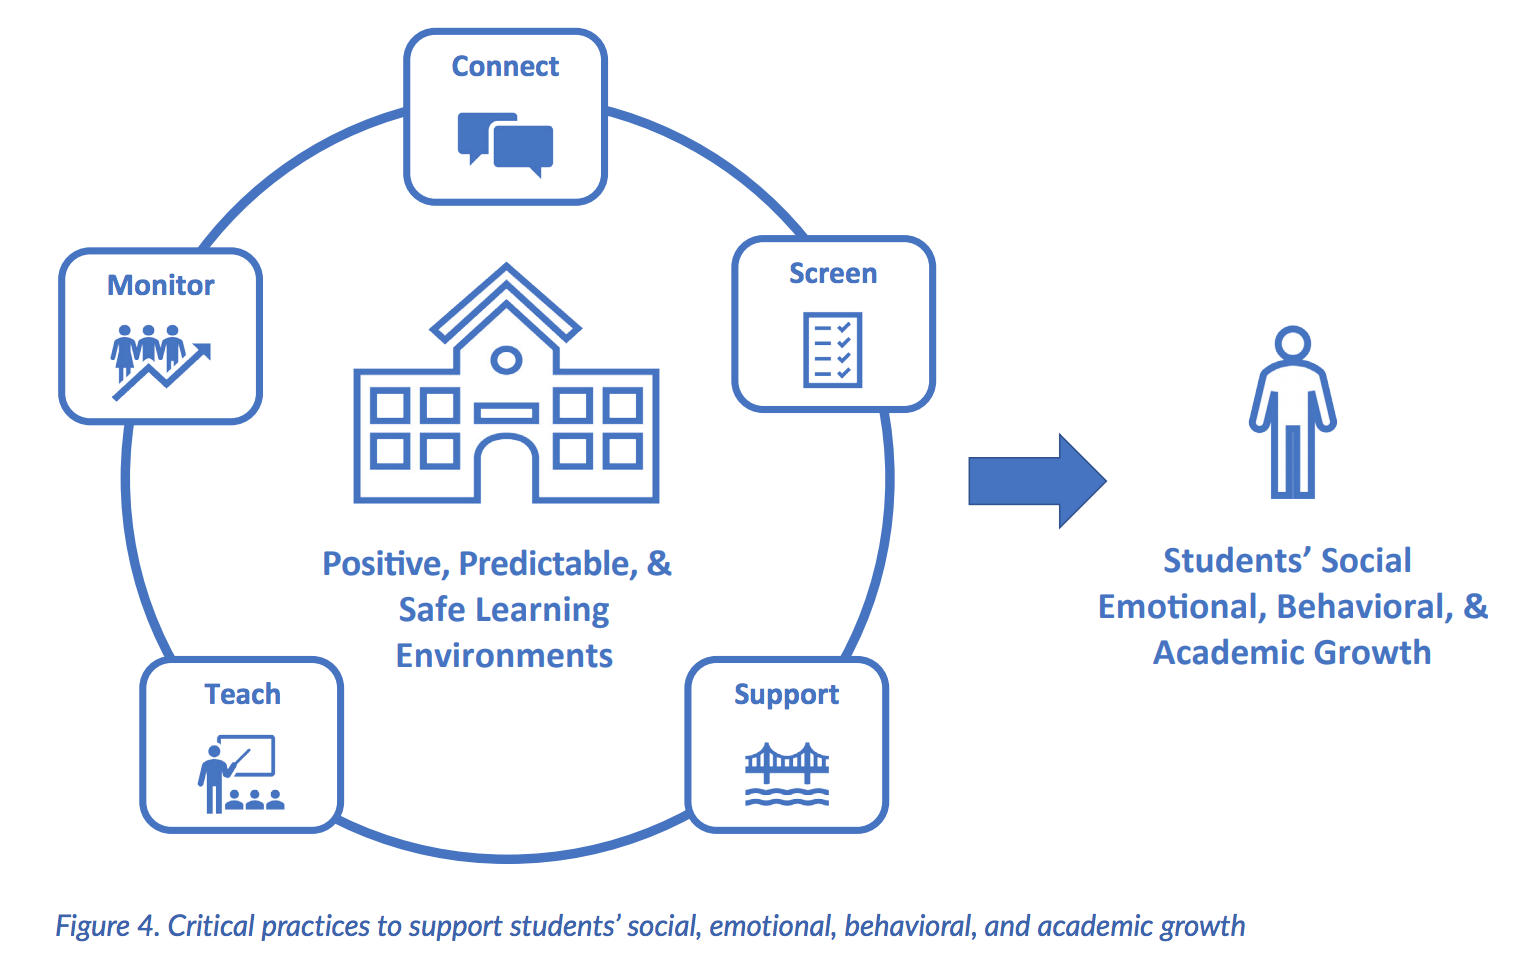 Connect
Screen
Monitor
Positive, Predictable, &
Safe Learning
Environments
Students’ Social
Emotional, Behavioral, &
Academic Growth
Teach
Support
Figure 4. Critical practices to support students’ social, emotional, behavioral, and academic growth